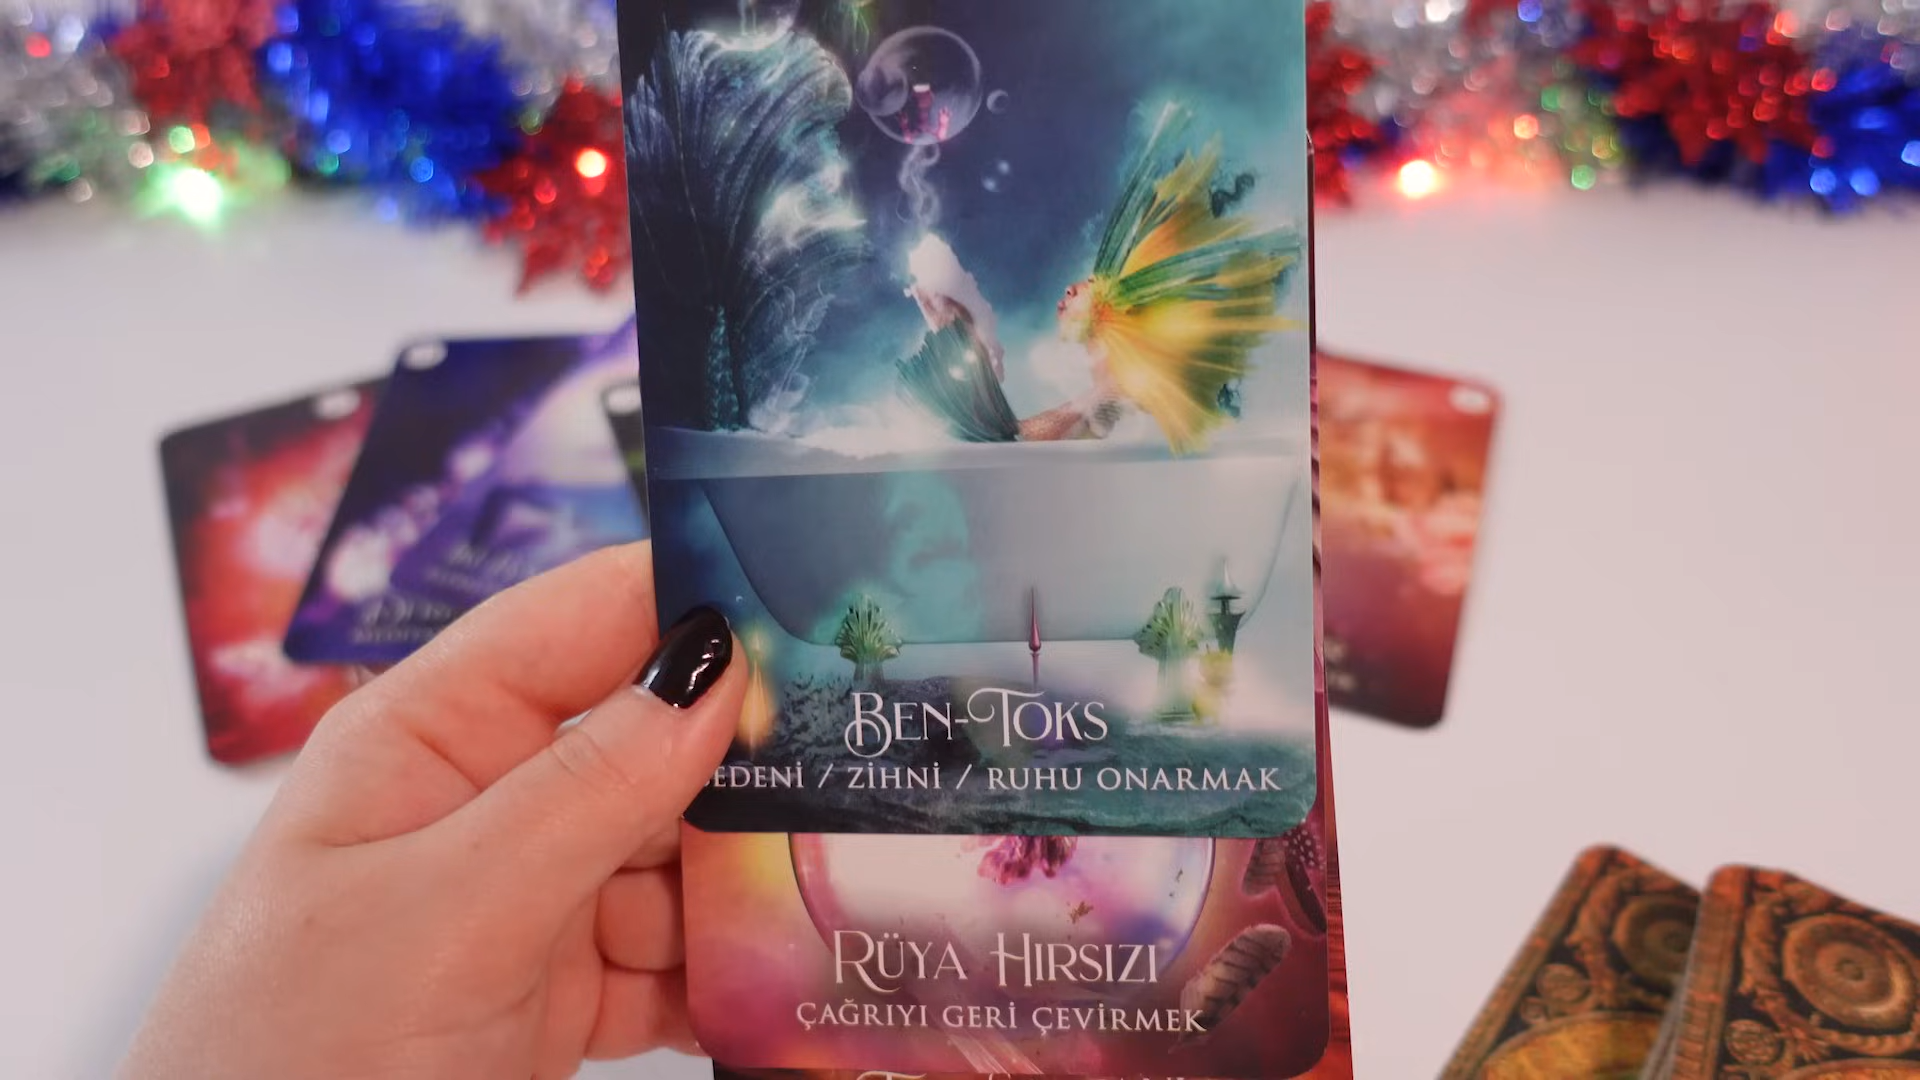 BEN-TOKS
/ ZİHNİ / RUHU ONARMAK
RÜYA HIRSIZI
ÇAĞRIYI GERİ ÇEVİRMEK